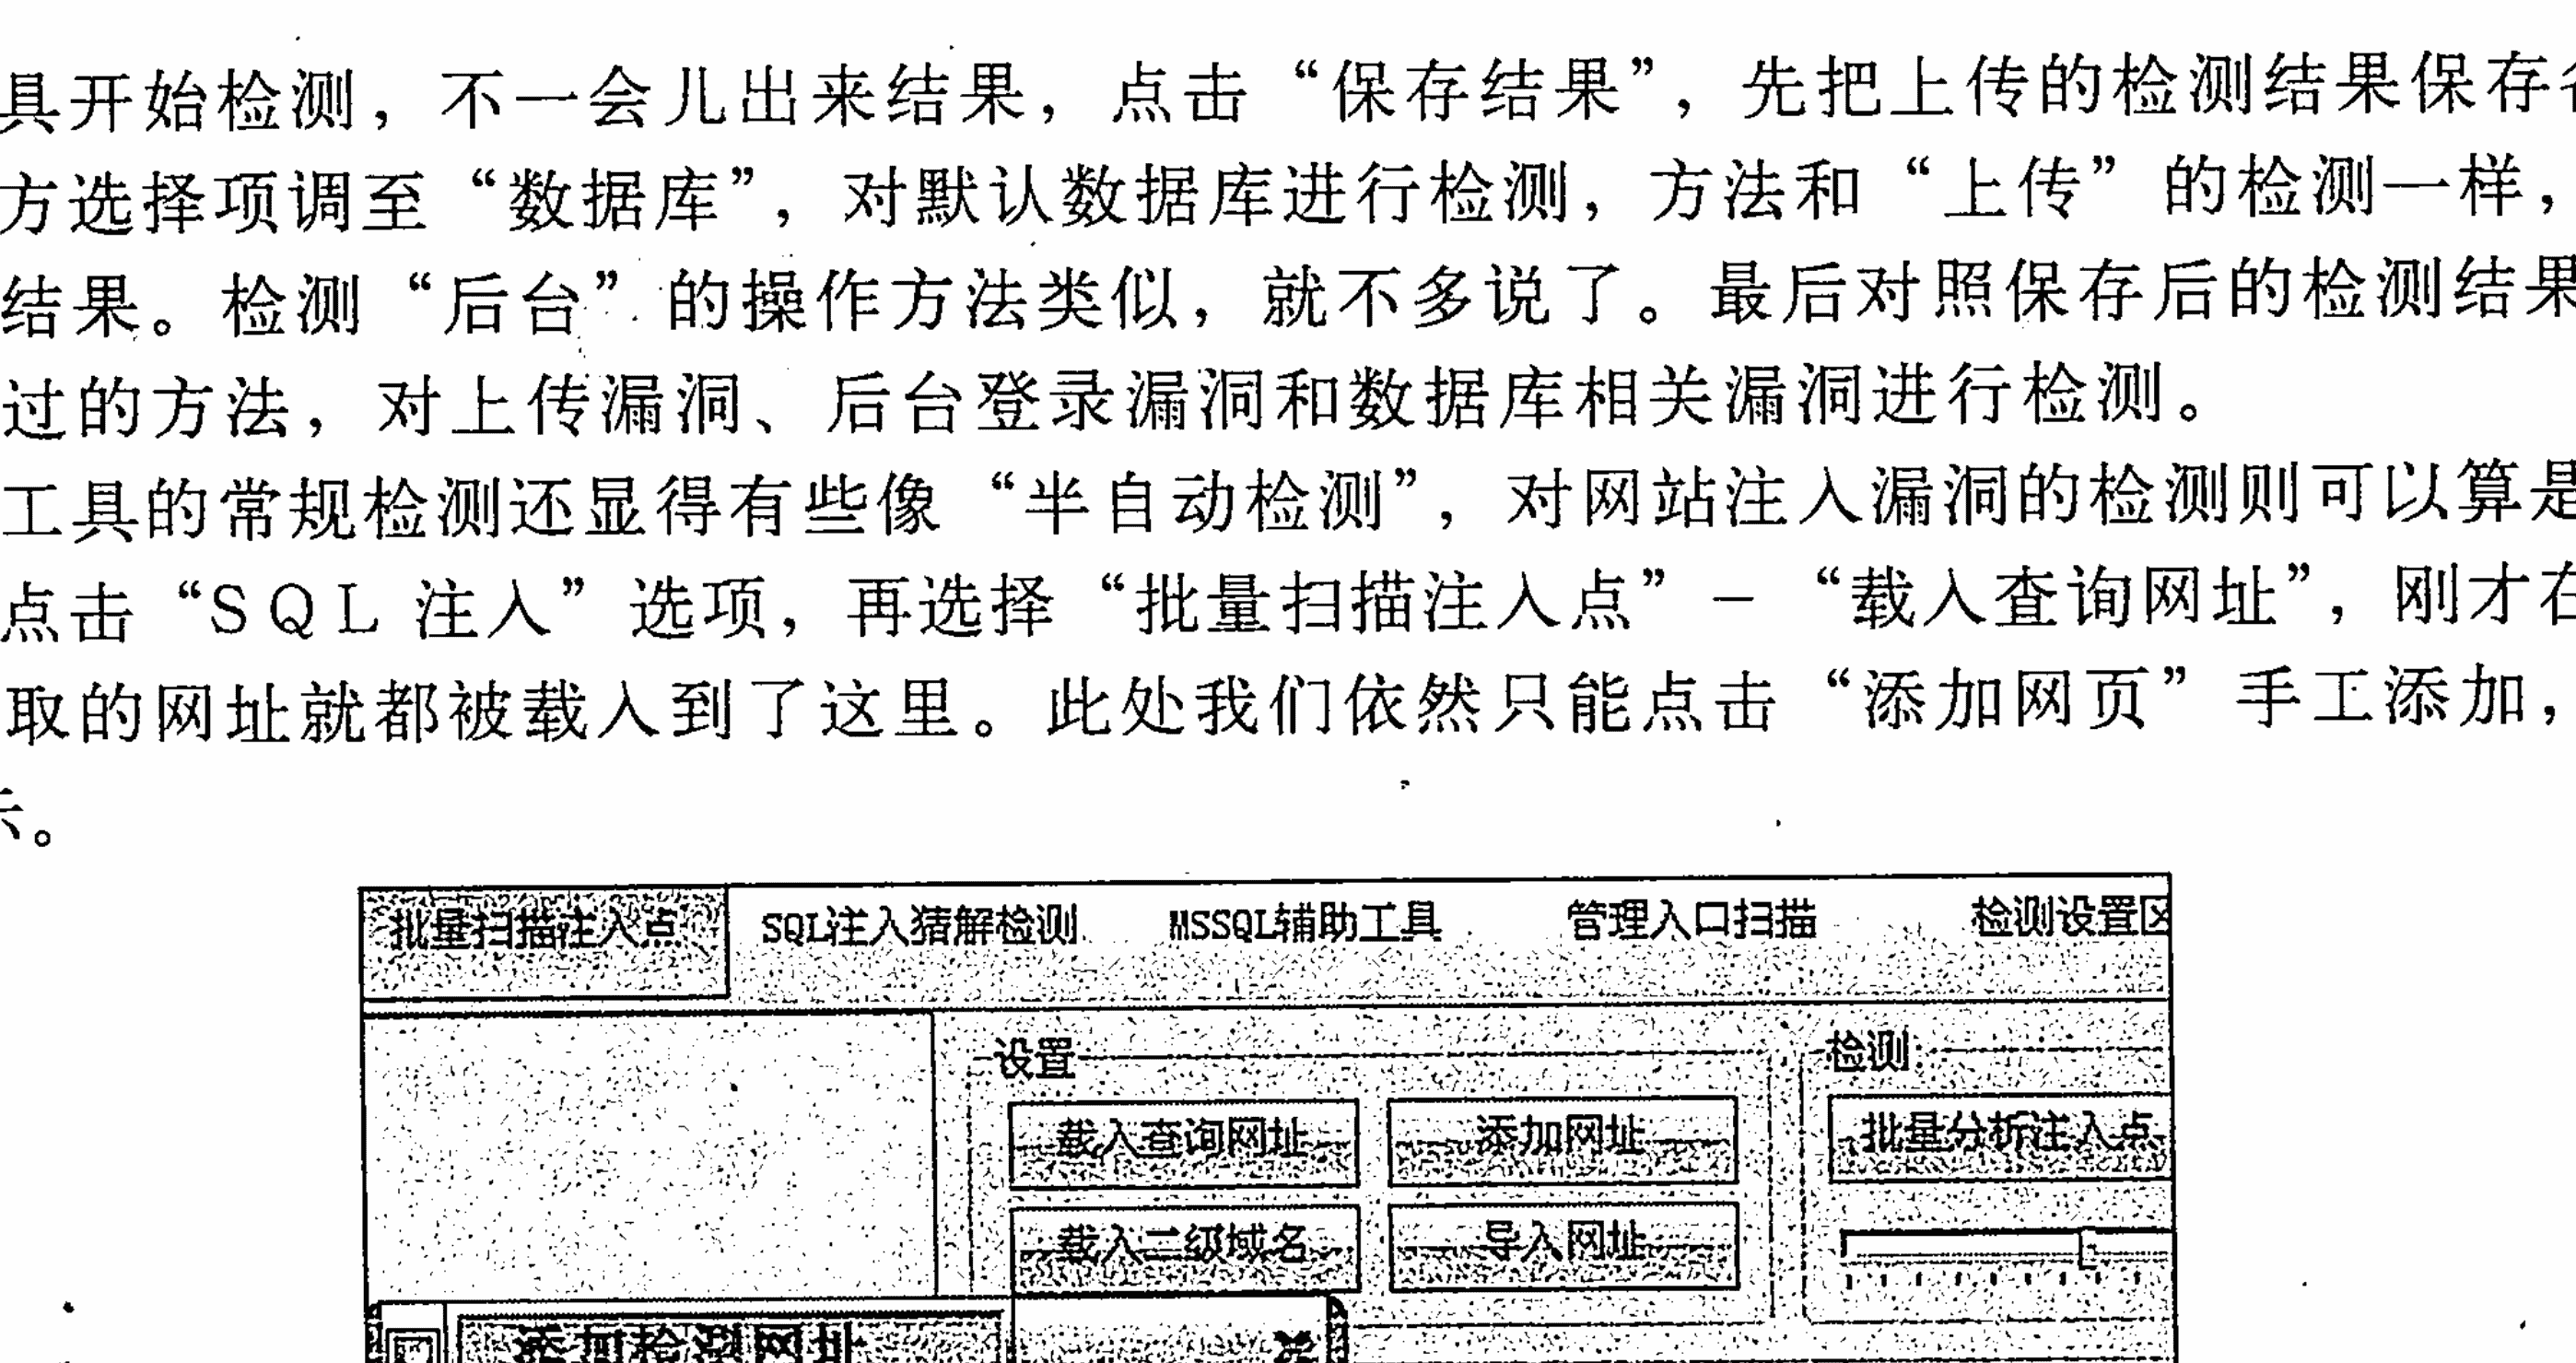 具开始检测，不一会儿出来结果，点击“保存结果”，先把上传的检测结果保存
方选择项调至“数据库”，对默认数据库进行检测，方法和“上传”的检测一样，
结果。检测“后台”的操作方法类似，就不多说了。最后对照保存后的检测结果
过的方法，对上传漏洞、后台登录漏洞和数据库相关漏洞进行检测。
工具的常规检测还显得有些像“半自动检测”，对网站注入漏洞的检测则可以算是
点击“SQL 注入”选项，再选择“批量扫描注入点”－“载入查询网址”，刚才在
取的网址就都被载入到了这里。此处我们依然只能点击“添加网页”手工添加，
。
批量扫描注入点 SQL注入猜解检测 MSSQL辅助工具 管理入口扫描 检测设置区
设置 检测
载入查询网址 添加网址 批量分析注入点
载入二级域名 导入网址
添加检测网址